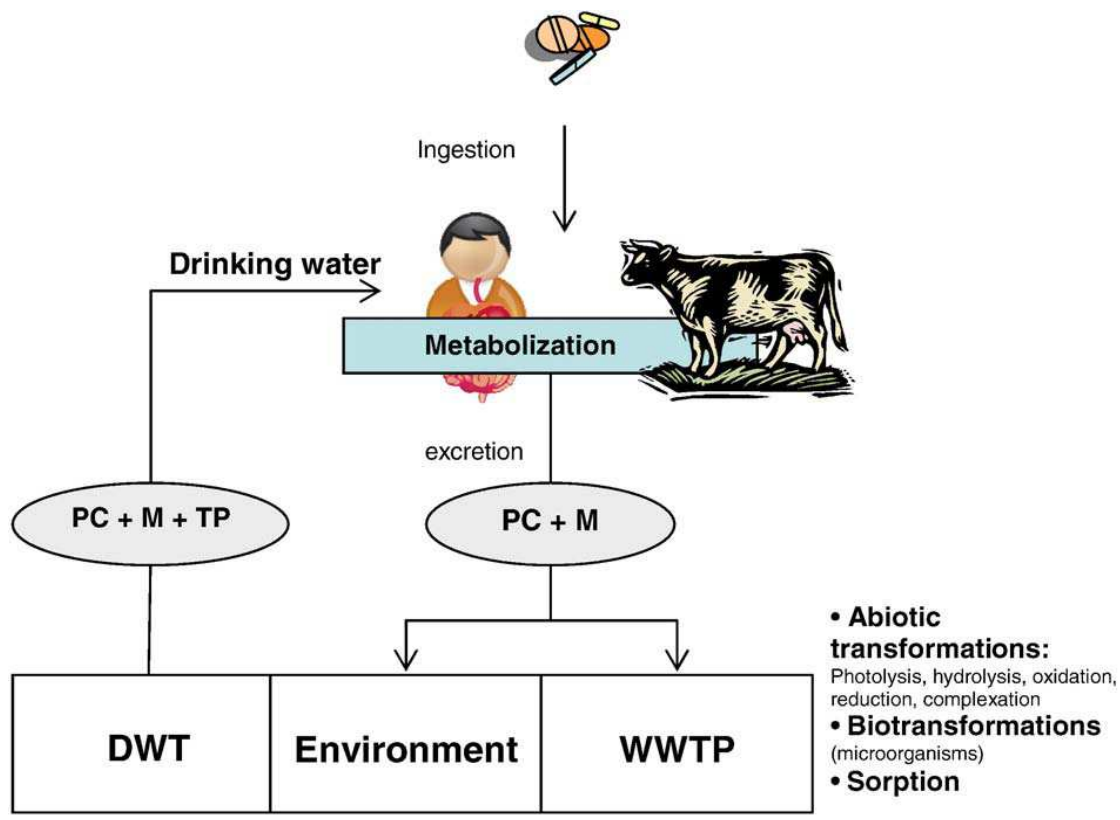 Ingestion
Drinking water
Metabolization
excretion
PC + M + TP
PC + M
DWT
Environment
WWTP
• Abiotic
transformations:
Photolysis, hydrolysis, oxidation,
reduction, complexation
• Biotransformations
(microorganisms)
• Sorption